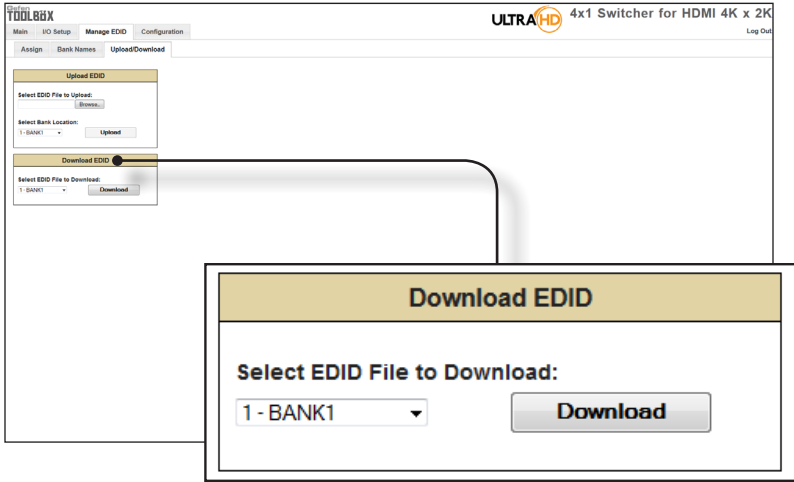 Gefen
TOOLBOX
ULTRA HD
4x1 Switcher for HDMI 4K x 2K
Main I/O Setup Manage EDID Configuration
Log Out
Assign Bank Names Upload/Download
Upload EDID
Select EDID File to Upload:
Browse..
Select Bank Location:
1 - BANK1 Upload
Download EDID
Select EDID File to Download:
1 - BANK1 Download
Download EDID
Select EDID File to Download:
1 - BANK1 Download